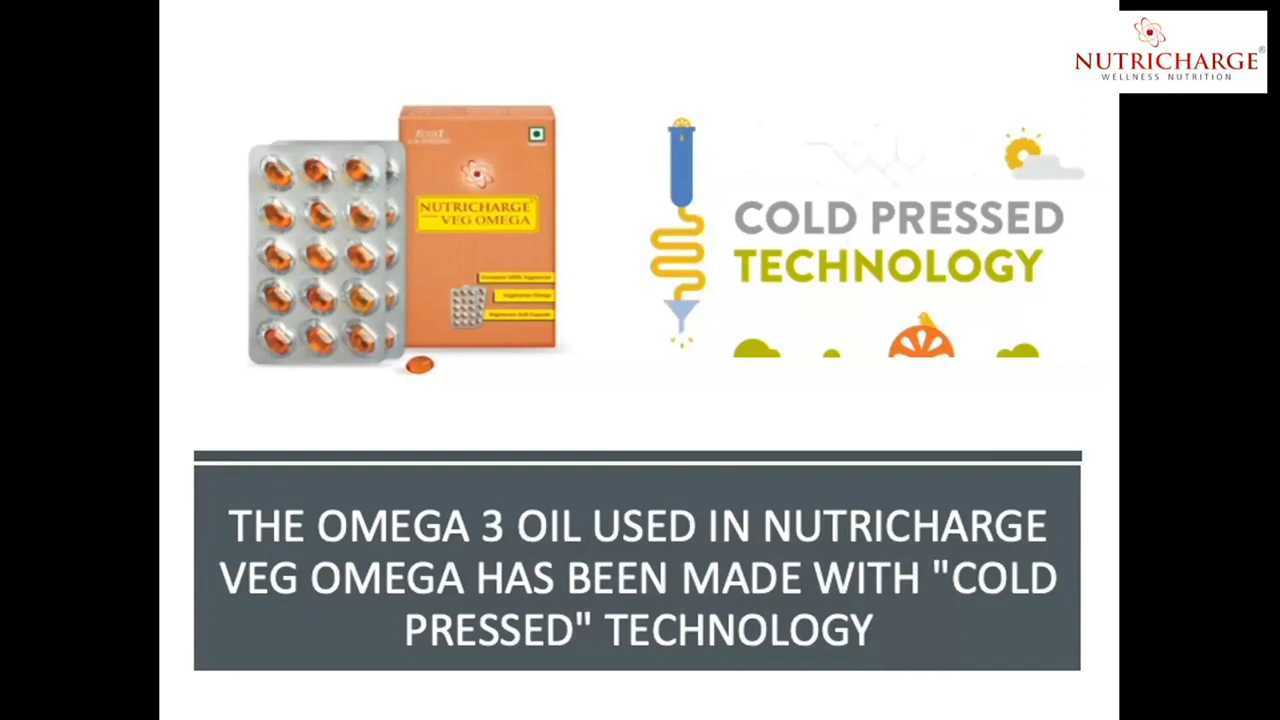 NUTRICHARGE®
WELLNESS NUTRITION
NUTRICHARGE
VEG OMEGA
COLD PRESSED
TECHNOLOGY
THE OMEGA 3 OIL USED IN NUTRICHARGE
VEG OMEGA HAS BEEN MADE WITH "COLD
PRESSED" TECHNOLOGY